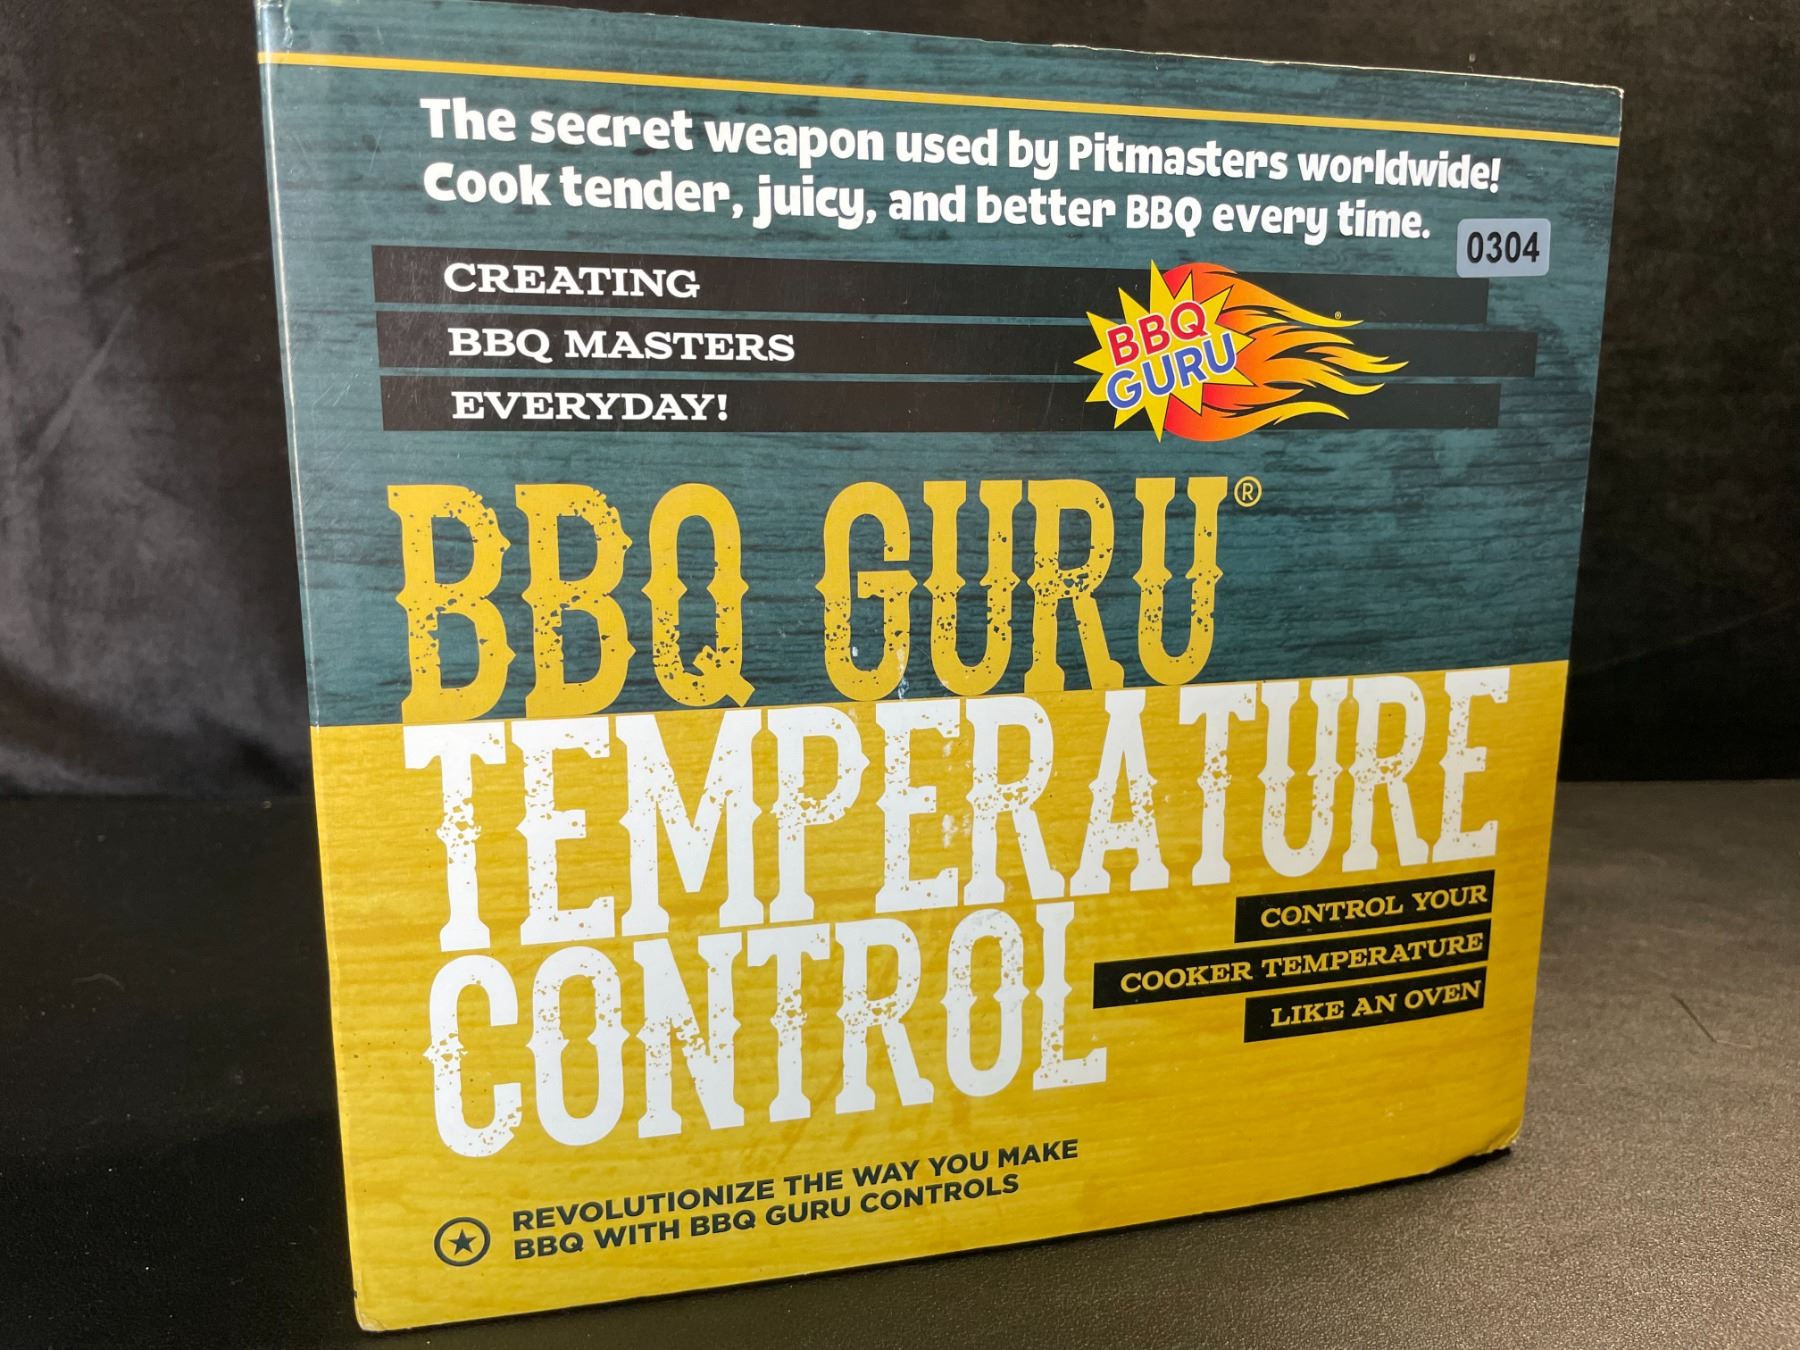 The secret weapon used by Pitmasters worldwide!
Cook tender, juicy, and better BBQ every time.
0304
CREATING
BBQ MASTERS
EVERYDAY!
BBQ
GURU®
BBQ GURU®
TEMPERATURE
CONTROL
CONTROL YOUR
COOKER TEMPERATURE
LIKE AN OVEN
REVOLUTIONIZE THE WAY YOU MAKE
BBQ WITH BBQ GURU CONTROLS